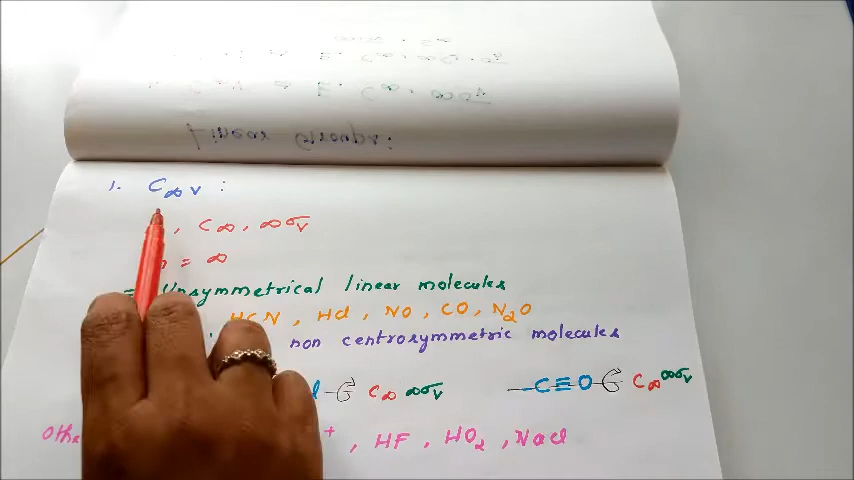 Linear Groups:
1. C∞v :
, C∞, ∞σv
= ∞
Unsymmetrical linear molecules
HCN, HCl, NO, CO, N2O
non centrosymmetric molecules
C∞ ∞σv —C≡O— C∞ ∞σv
+, HF, HO2, NaCl